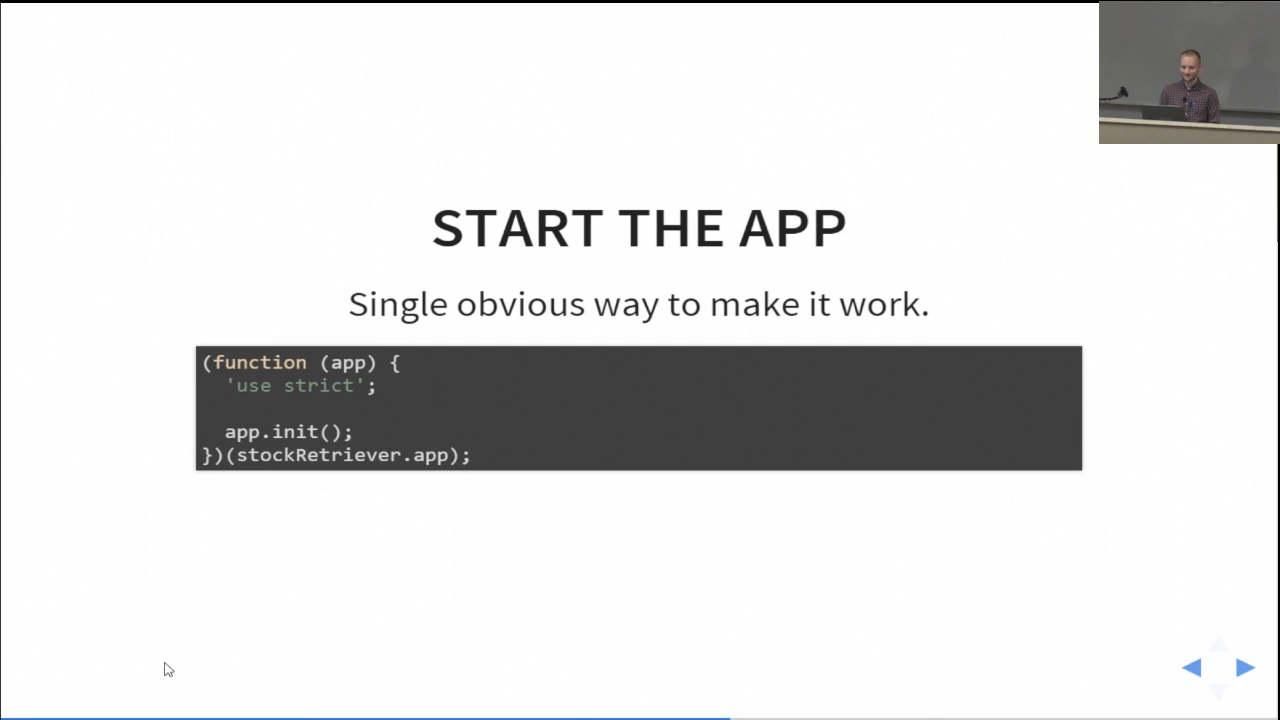 START THE APP
Single obvious way to make it work.
(function (app) {
  'use strict';

  app.init();
})(stockRetriever.app);